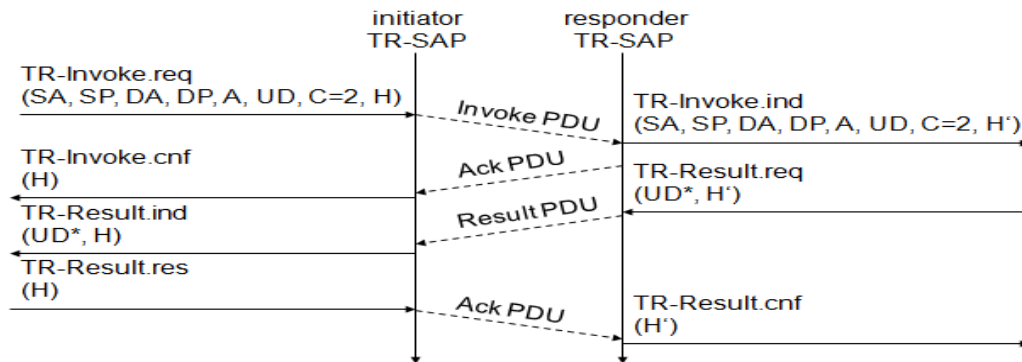 initiator
TR-SAP
responder
TR-SAP
TR-Invoke.req
(SA, SP, DA, DP, A, UD, C=2, H)
Invoke PDU
TR-Invoke.ind
(SA, SP, DA, DP, A, UD, C=2, H‘)
TR-Invoke.cnf
(H)
Ack PDU
TR-Result.req
(UD*, H‘)
TR-Result.ind
(UD*, H)
Result PDU
TR-Result.res
(H)
Ack PDU
TR-Result.cnf
(H‘)